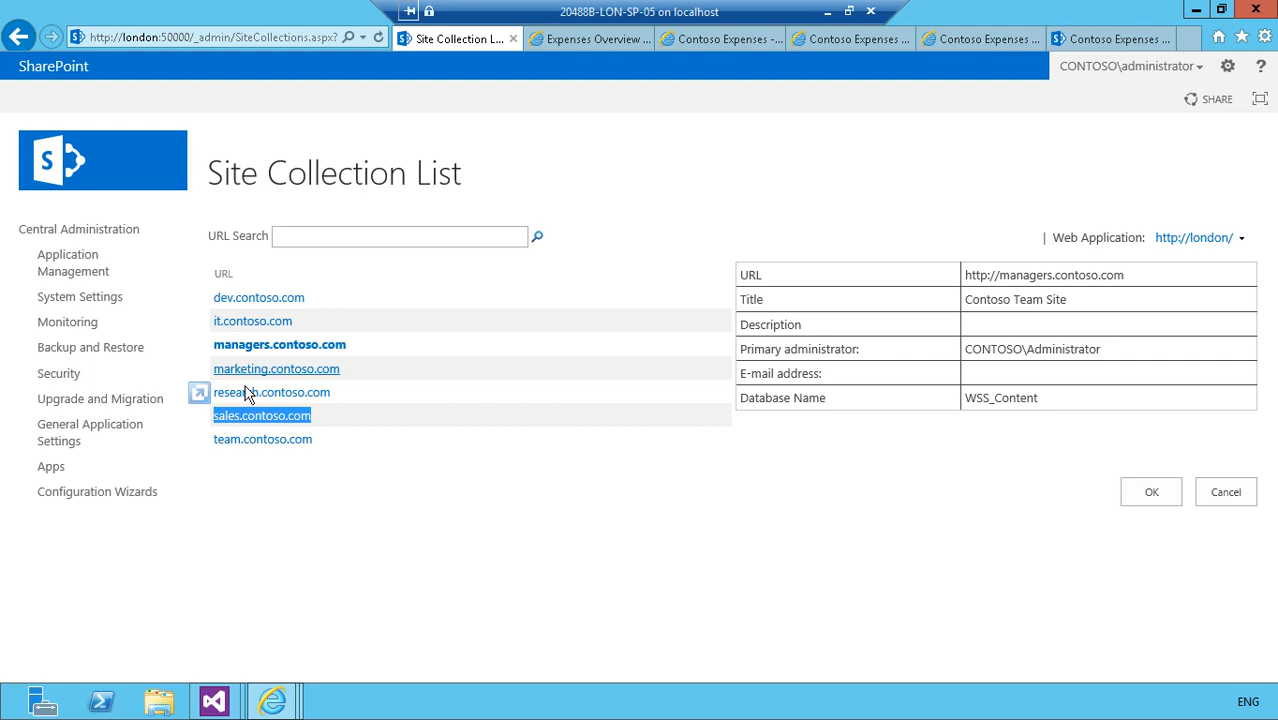 20488B-LON-SP-05 on localhost
http://london:50000/_admin/SiteCollections.aspx?
Site Collection L...
Expenses Overview ...
Contoso Expenses -...
Contoso Expenses ...
Contoso Expenses ...
Contoso Expenses ...
SharePoint
CONTOSO\administrator
?
SHARE
S
Site Collection List
Central Administration
Application Management
System Settings
Monitoring
Backup and Restore
Security
Upgrade and Migration
General Application Settings
Apps
Configuration Wizards
URL Search
| Web Application: http://london/
URL
dev.contoso.com
it.contoso.com
managers.contoso.com
marketing.contoso.com
research.contoso.com
sales.contoso.com
team.contoso.com
URL http://managers.contoso.com
Title Contoso Team Site
Description
Primary administrator: CONTOSO\Administrator
E-mail address:
Database Name WSS_Content
OK
Cancel
ENG